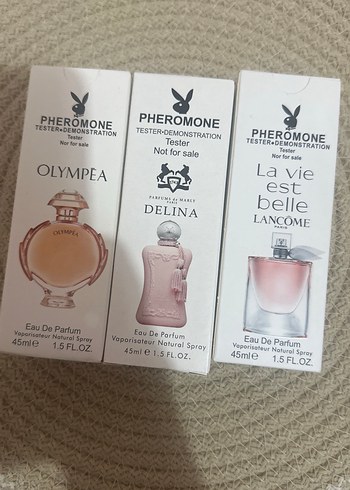 PHEROMONE
TESTER•DEMONSTRATION
Tester
Not for sale
OLYMPĒA
OLYMPĒA
Eau De Parfum
Vaporisateur Natural Spray
45ml e 1.5 FL.OZ.
PHEROMONE
TESTER•DEMONSTRATION
Tester
Not for sale
PARFUMS de MARLY
PARIS
DELINA
Eau De Parfum
Vaporisateur Natural Spray
45ml e 1.5 FL.OZ.
PHEROMONE
TESTER•DEMONSTRATION
Tester
Not for sale
La vie
est
belle
LANCÔME
PARIS
Eau De Parfum
Vaporisateur Natural Spray
45ml e 1.5 FL.OZ.